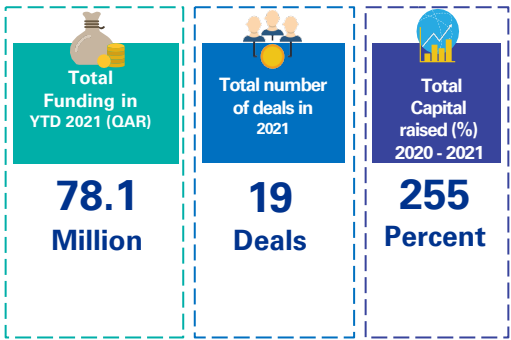 Total
Funding in
YTD 2021 (QAR)
78.1
Million
Total number
of deals in
2021
19
Deals
Total
Capital
raised (%)
2020 - 2021
255
Percent